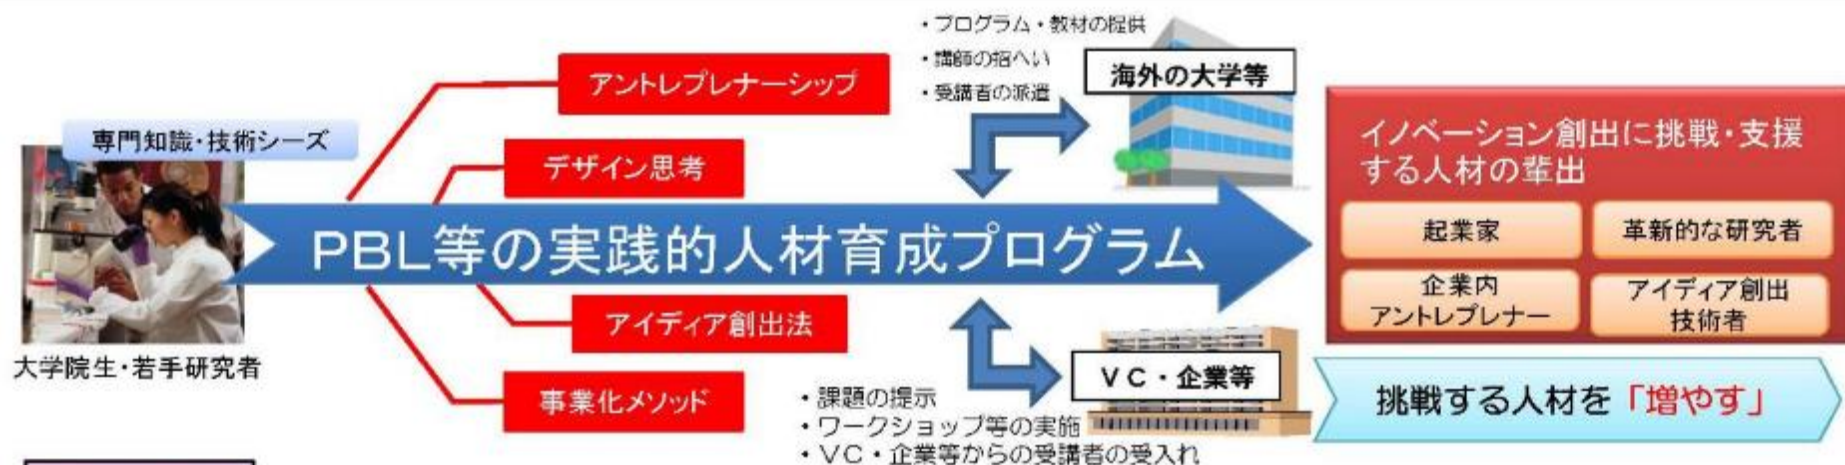 ・プログラム・教材の提供
・講師の招へい
・受講者の派遣
海外の大学等
アントレプレナーシップ
専門知識・技術シーズ
デザイン思考
PBL等の実践的人材育成プログラム
アイディア創出法
事業化メソッド
大学院生・若手研究者
VC・企業等
・課題の提示
・ワークショップ等の実施
・VC・企業等からの受講者の受入れ
イノベーション創出に挑戦・支援
する人材の輩出
起業家
革新的な研究者
企業内
アントレプレナー
アイディア創出
技術者
挑戦する人材を「増やす」